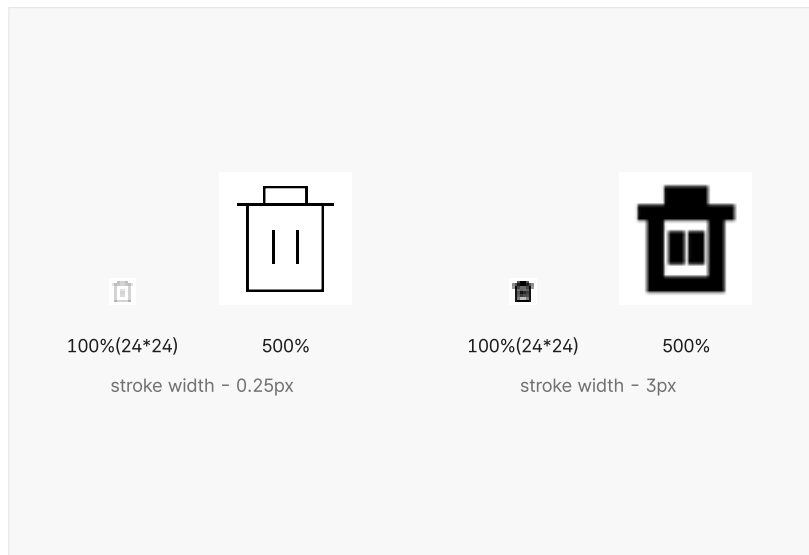 100%(24*24) 500% 100%(24*24) 500%
stroke width - 0.25px stroke width - 3px